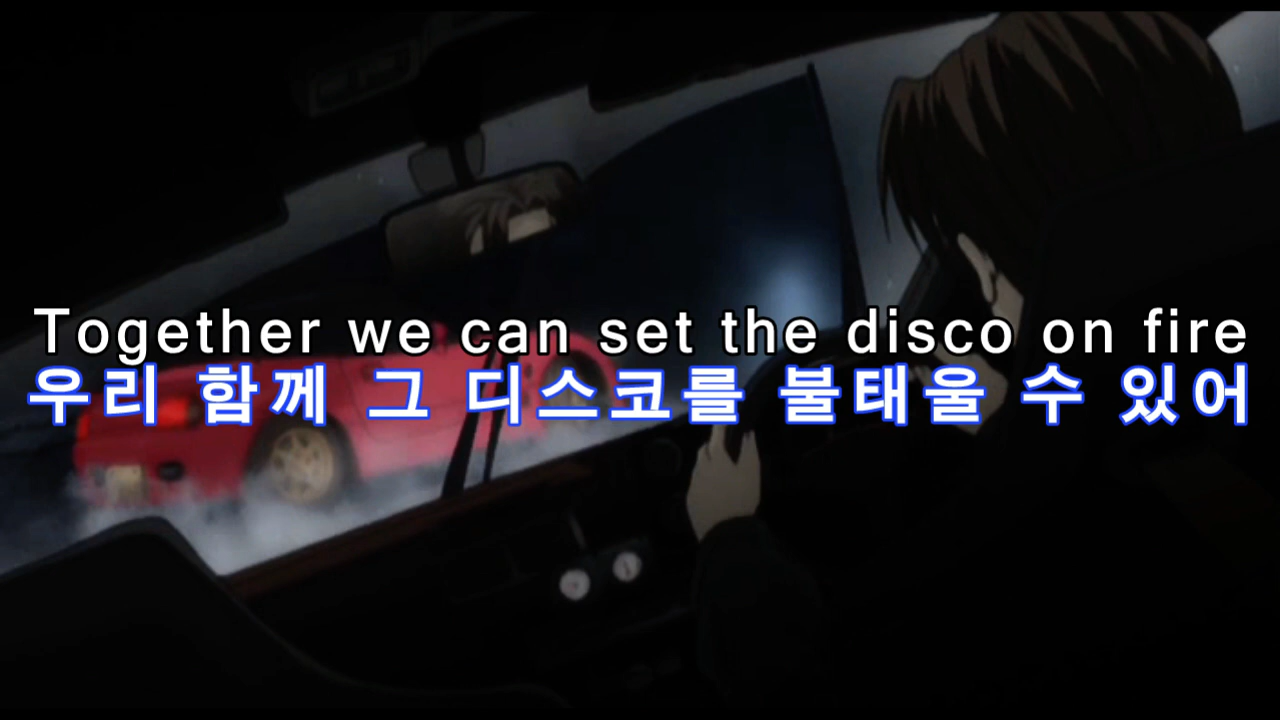 Together we can set the disco on fire
우리 함께 그 디스코를 불태울 수 있어